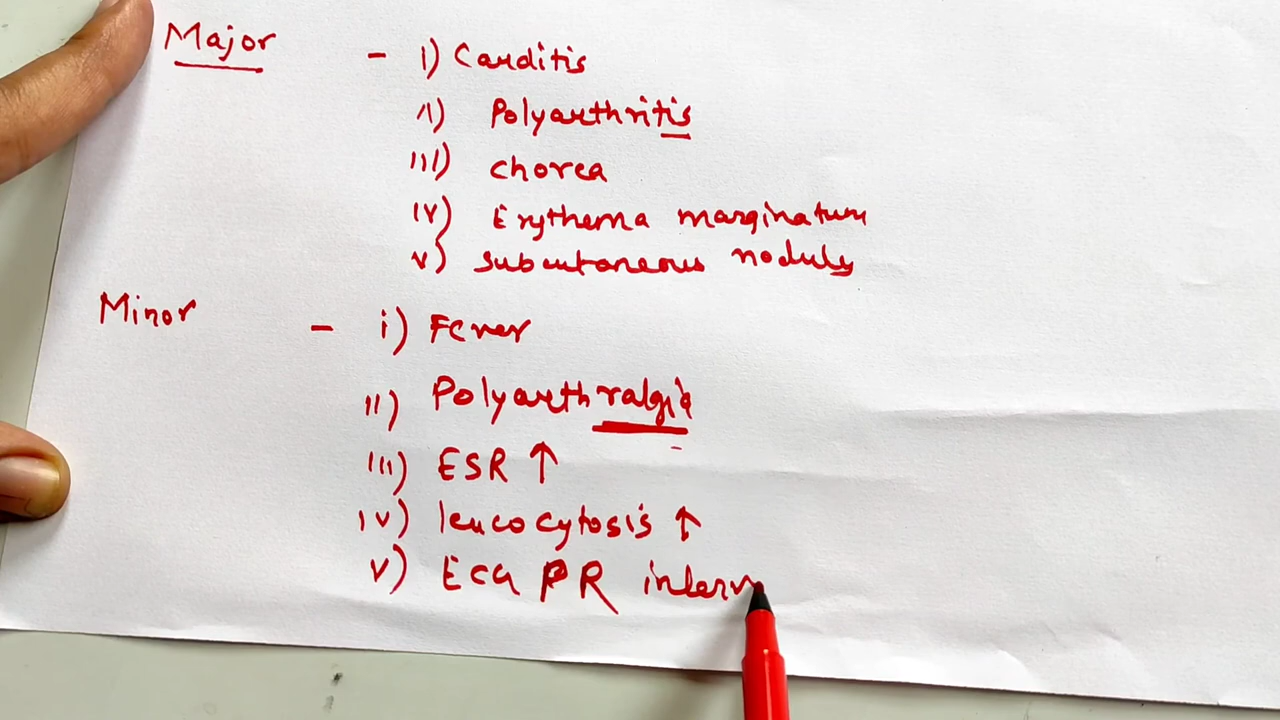 Major - i) Carditis
ii) Polyarthritis
iii) chorea
iv) Erythema marginatum
v) subcutaneous nodules
Minor - i) Fever
ii) Polyarthralgia
iii) ESR ↑
iv) leucocytosis ↑
v) ECG PR interv